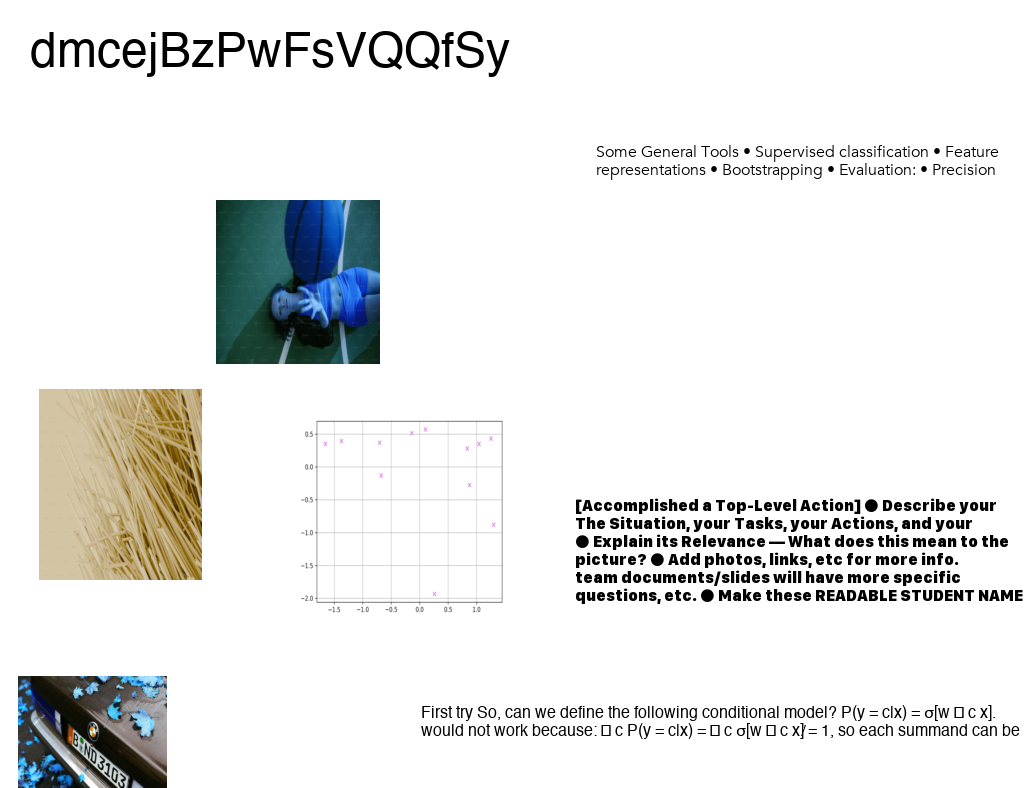 dmcejBzPwFsVQQfSy
Some General Tools • Supervised classification • Feature
representations • Bootstrapping • Evaluation: • Precision
0.5
0.0
−0.5
−1.0
−1.5
−2.0
−1.5 −1.0 −0.5 0.0 0.5 1.0
[Accomplished a Top-Level Action] ● Describe your
The Situation, your Tasks, your Actions, and your
● Explain its Relevance — What does this mean to the
picture? ● Add photos, links, etc for more info.
team documents/slides will have more specific
questions, etc. ● Make these READABLE STUDENT NAME
B ND3103
First try So, can we define the following conditional model? P(y = c|x) = σ[w □ c x].
would not work because: □ c P(y = c|x) = □ c σ[w □ c x] ̸= 1, so each summand can be